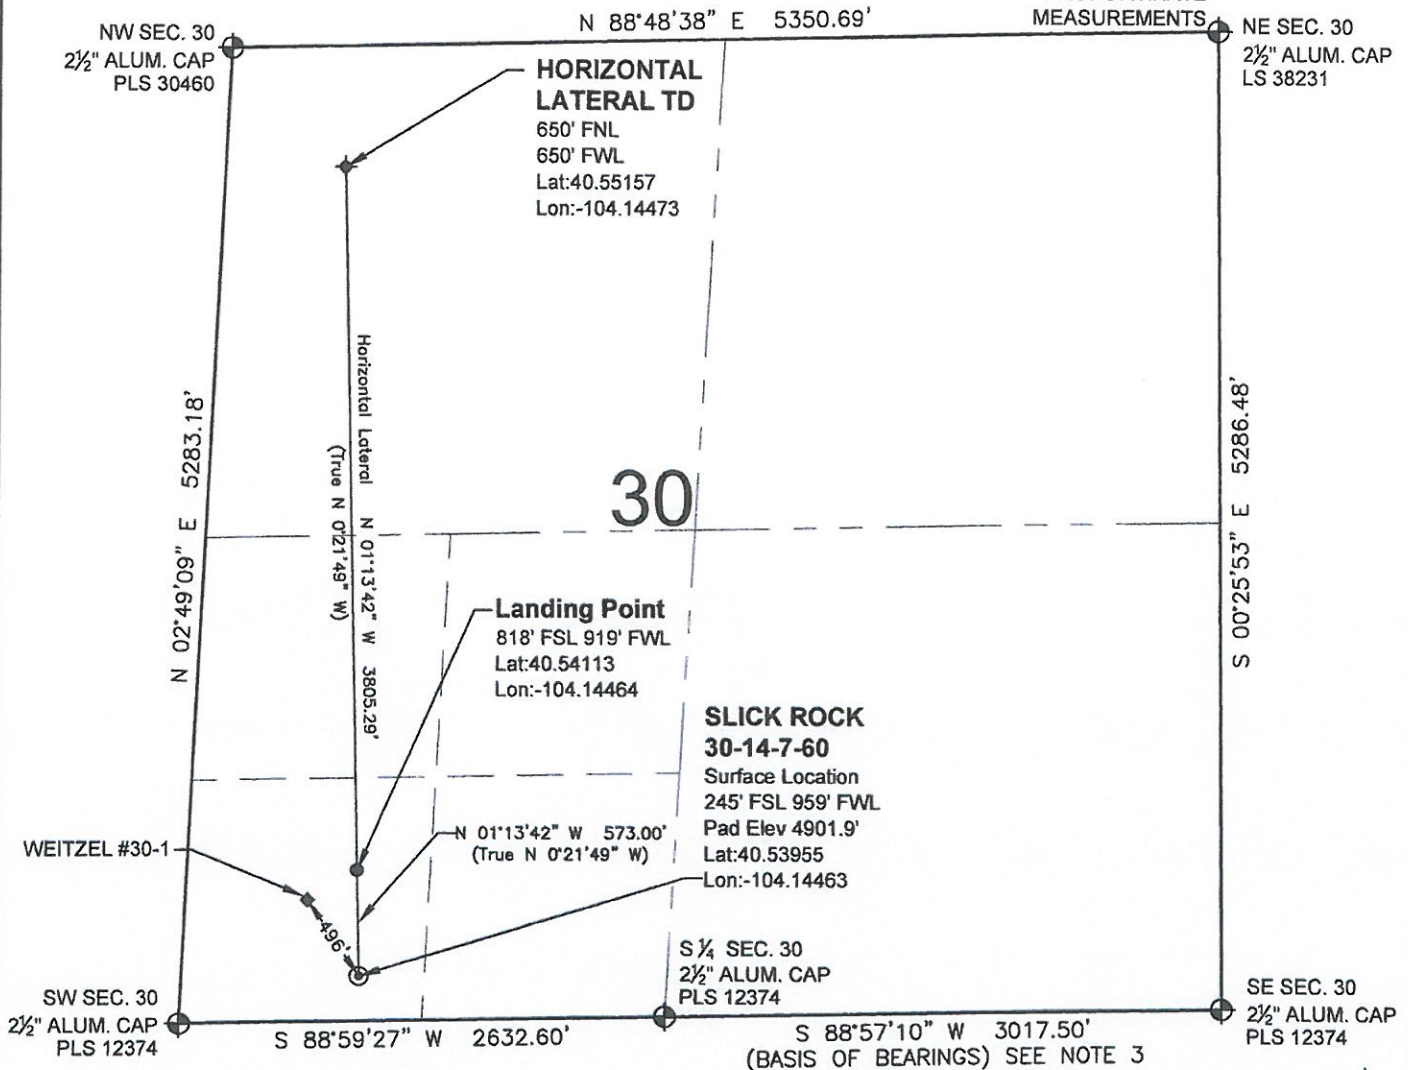 N 88°48'38" E 5350.69'
MEASUREMENTS
NW SEC. 30
2½" ALUM. CAP
PLS 30460
NE SEC. 30
2½" ALUM. CAP
LS 38231
HORIZONTAL
LATERAL TD
650' FNL
650' FWL
Lat:40.55157
Lon:-104.14473
N 02°49'09" E 5283.18'
Horizontal Lateral N 01°13'42" W 3805.29'
(True N 0°21'49" W)
30
S 00°25'53" E 5286.48'
Landing Point
818' FSL 919' FWL
Lat:40.54113
Lon:-104.14464
SLICK ROCK
30-14-7-60
Surface Location
245' FSL 959' FWL
Pad Elev 4901.9'
Lat:40.53955
Lon:-104.14463
N 01°13'42" W 573.00'
(True N 0°21'49" W)
WEITZEL #30-1
496'
S ¼ SEC. 30
2½" ALUM. CAP
PLS 12374
SW SEC. 30
2½" ALUM. CAP
PLS 12374
SE SEC. 30
2½" ALUM. CAP
PLS 12374
S 88°59'27" W 2632.60'
S 88°57'10" W 3017.50'
(BASIS OF BEARINGS) SEE NOTE 3